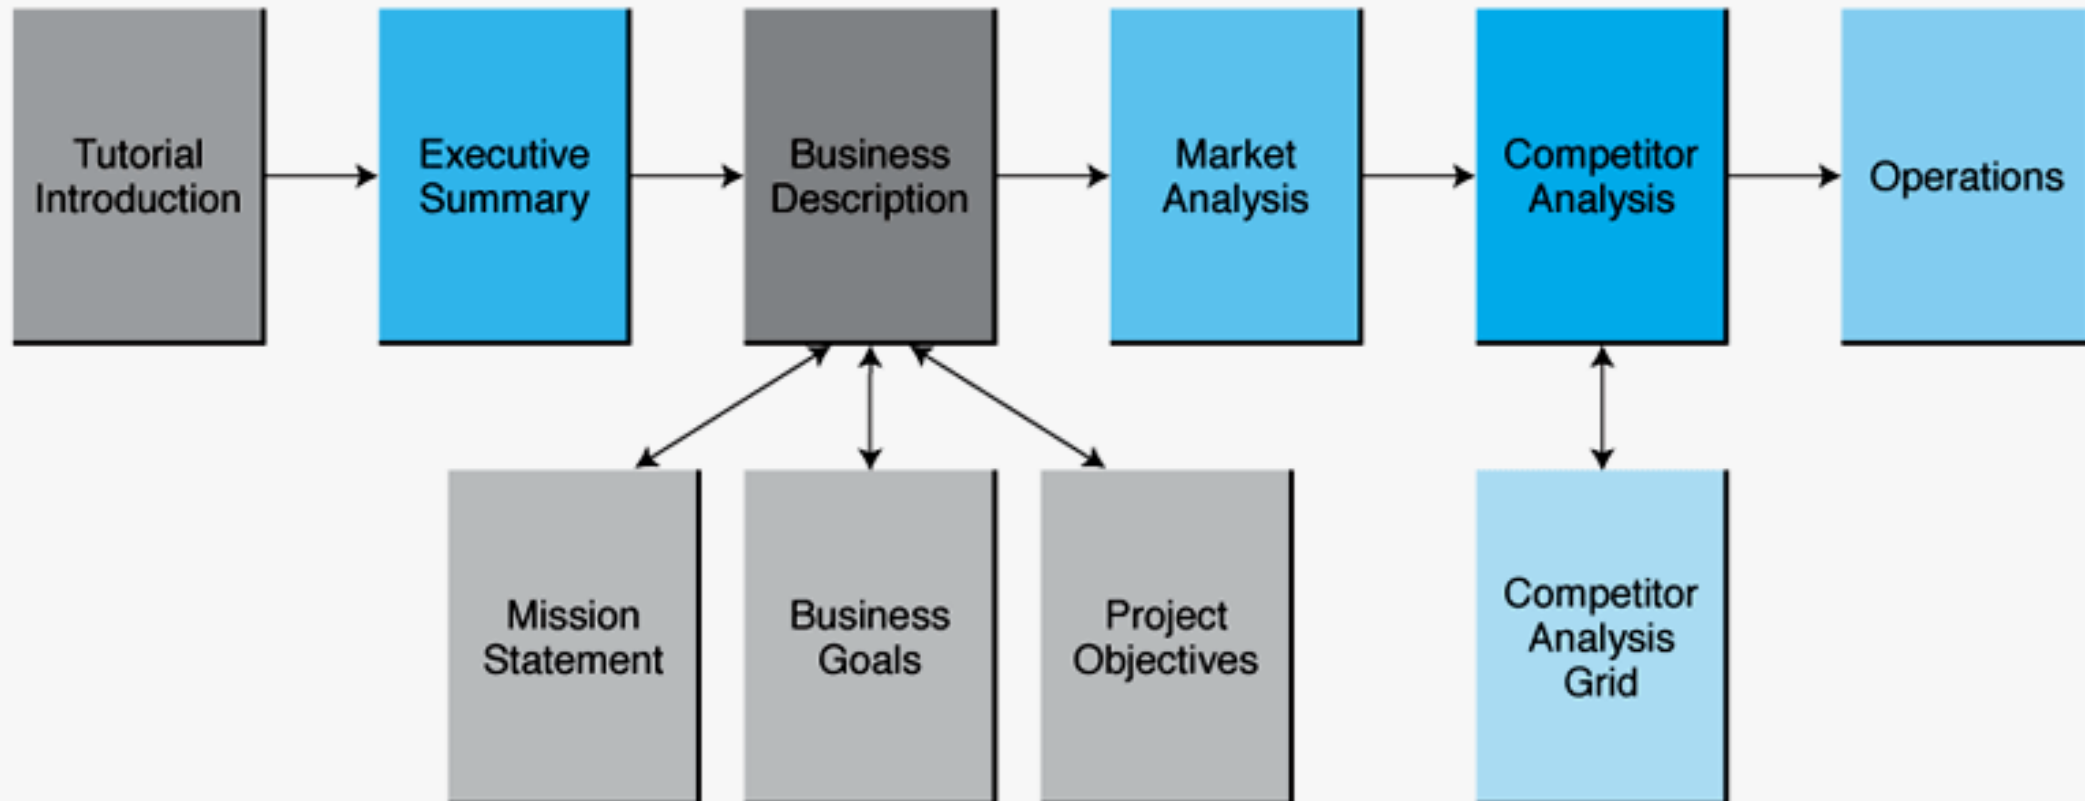 Tutorial
Introduction
Executive
Summary
Business
Description
Market
Analysis
Competitor
Analysis
Operations
Mission
Statement
Business
Goals
Project
Objectives
Competitor
Analysis
Grid